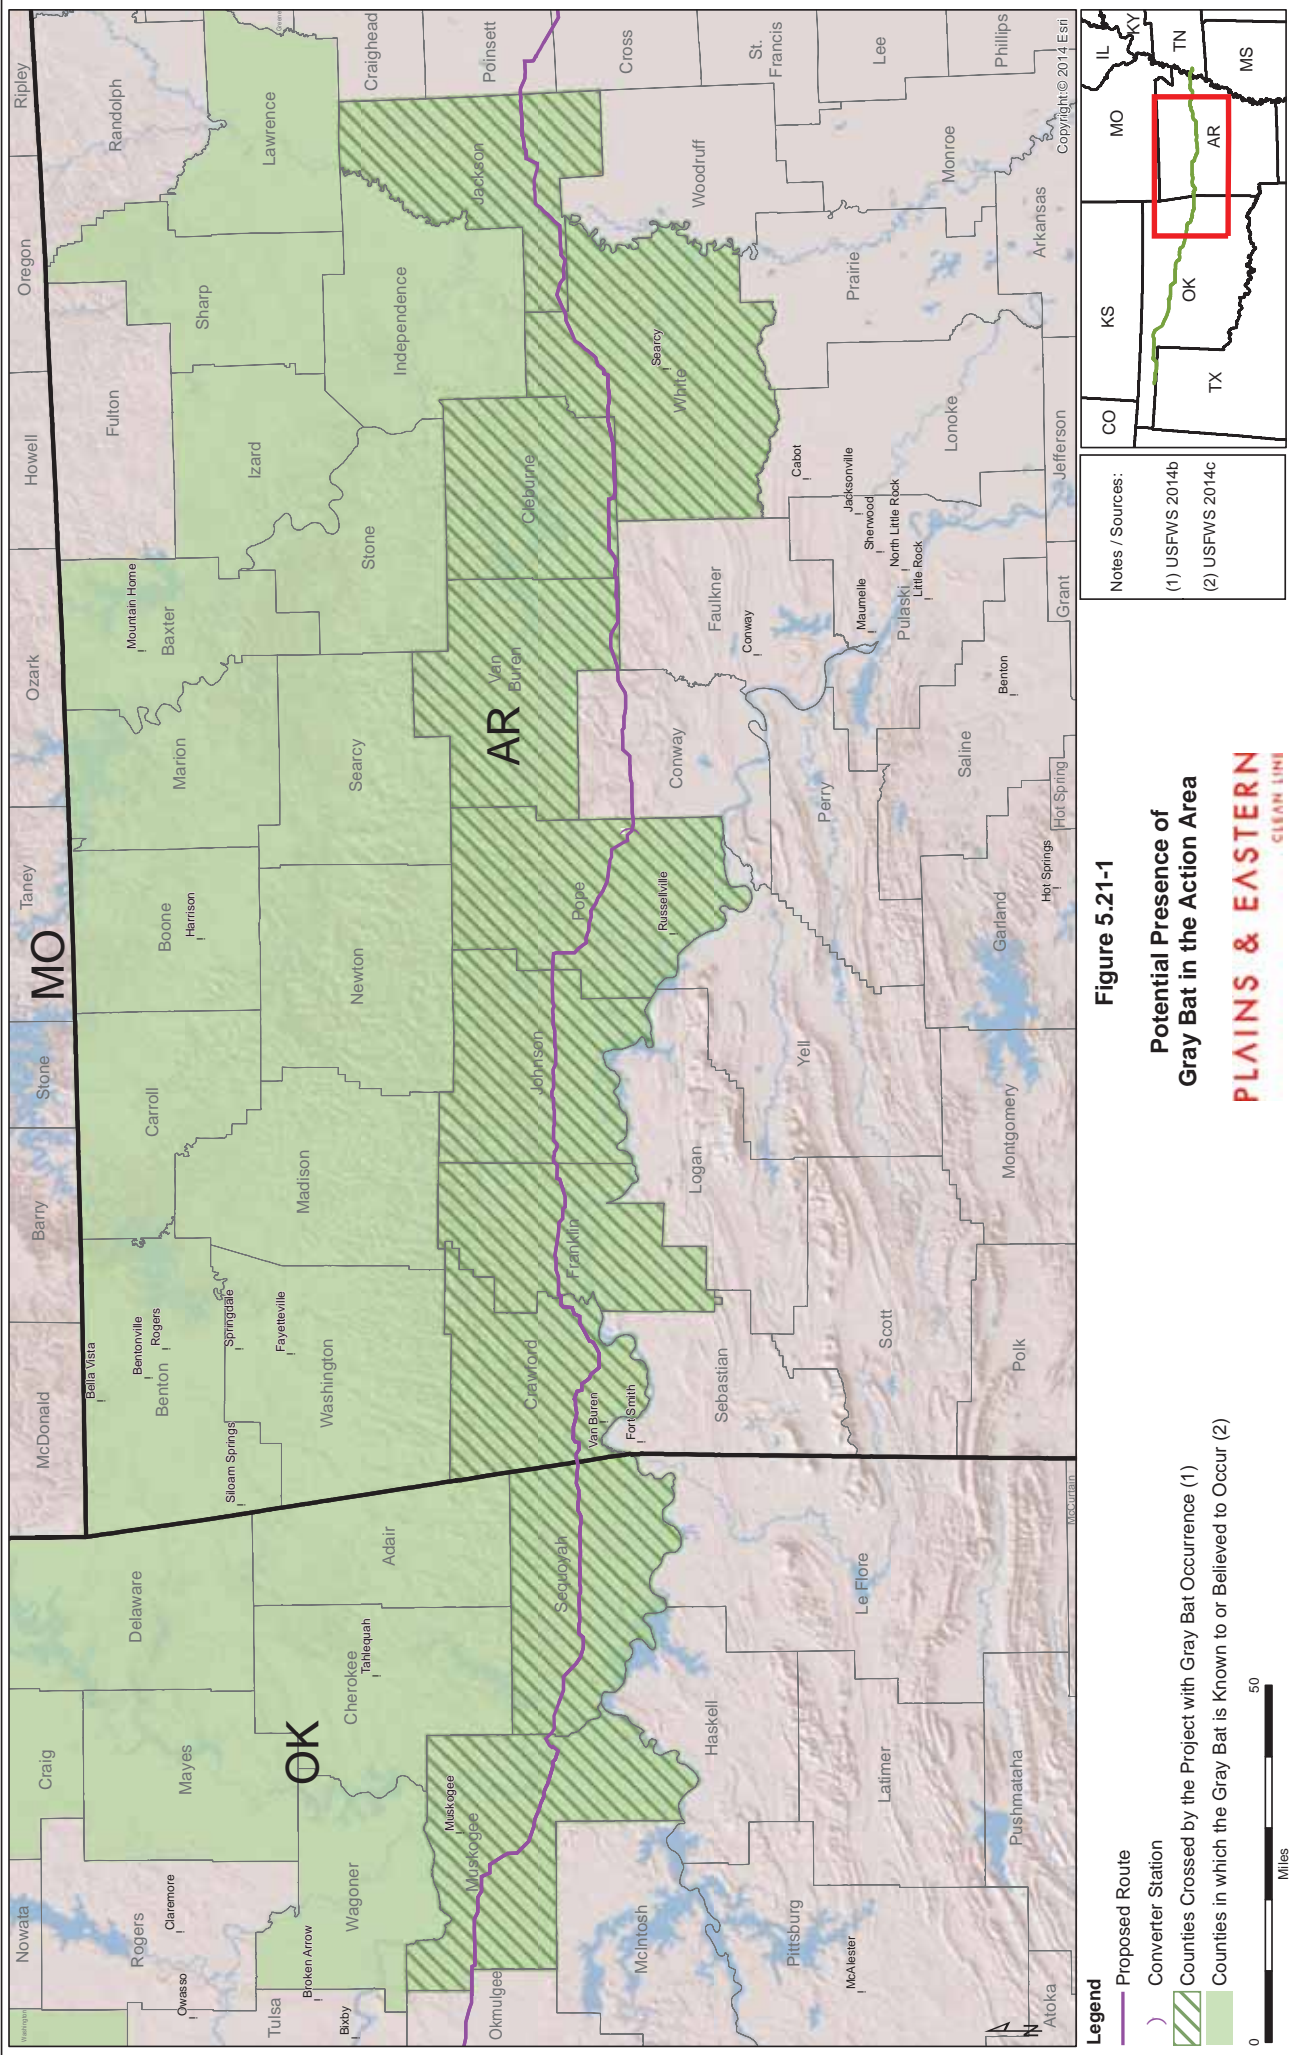 Nowata
Craig
McDonald
Barry
Stone
Taney
Ozark
Howell
Oregon
Ripley
MO
Washington
Rogers
Claremore
Owasso
Mayes
Delaware
Bella Vista
Bentonville
Rogers
Benton
Carroll
Boone
Harrison
Marion
Mountain Home
Baxter
Fulton
Randolph
Tulsa
Broken Arrow
Bixby
Wagoner
OK
Cherokee
Tahlequah
Adair
Siloam Springs
Springdale
Fayetteville
Washington
Madison
Newton
Searcy
Stone
Izard
Sharp
Independence
Lawrence
Greene
Craighead
Okmulgee
Muskogee
Muskogee
Sequoyah
Crawford
Van Buren
Fort Smith
Franklin
Johnson
Pope
Russellville
AR
Van
Buren
Cleburne
White
Searcy
Jackson
Poinsett
Cross
McIntosh
Haskell
Sebastian
Logan
Conway
Faulkner
Conway
Woodruff
St.
Francis
Pittsburg
McAlester
Latimer
Le Flore
Scott
Yell
Perry
Maumelle
Pulaski
Little Rock
North Little Rock
Sherwood
Jacksonville
Cabot
Lonoke
Prairie
Monroe
Lee
Phillips
Atoka
Pushmataha
McCurtain
Polk
Montgomery
Garland
Hot Springs
Hot Spring
Saline
Benton
Grant
Jefferson
Arkansas
Copyright:© 2014 Esri
N
Legend
Proposed Route
Converter Station
Counties Crossed by the Project with Gray Bat Occurrence (1)
Counties in which the Gray Bat is Known to or Believed to Occur (2)
0
50
Miles
Figure 5.21-1
Potential Presence of
Gray Bat in the Action Area
PLAINS & EASTERN
CLEAN LINE
Notes / Sources:
(1) USFWS 2014b
(2) USFWS 2014c
CO
KS
MO
IL
KY
TX
OK
AR
TN
MS